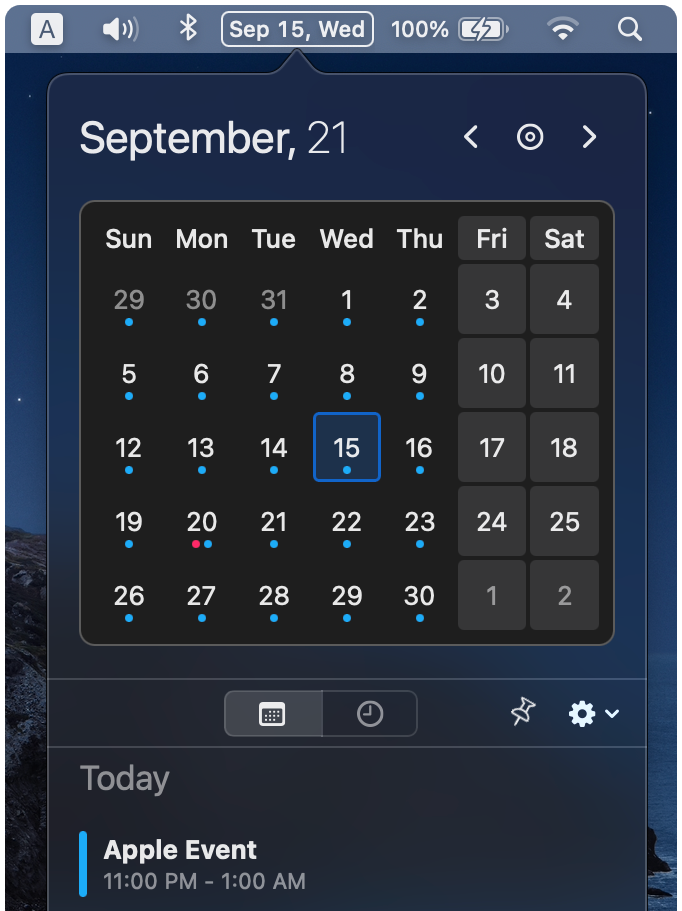 A Sep 15, Wed 100%
September, 21
Sun Mon Tue Wed Thu Fri Sat
29 30 31 1 2 3 4
5 6 7 8 9 10 11
12 13 14 15 16 17 18
19 20 21 22 23 24 25
26 27 28 29 30 1 2
Today
Apple Event
11:00 PM - 1:00 AM